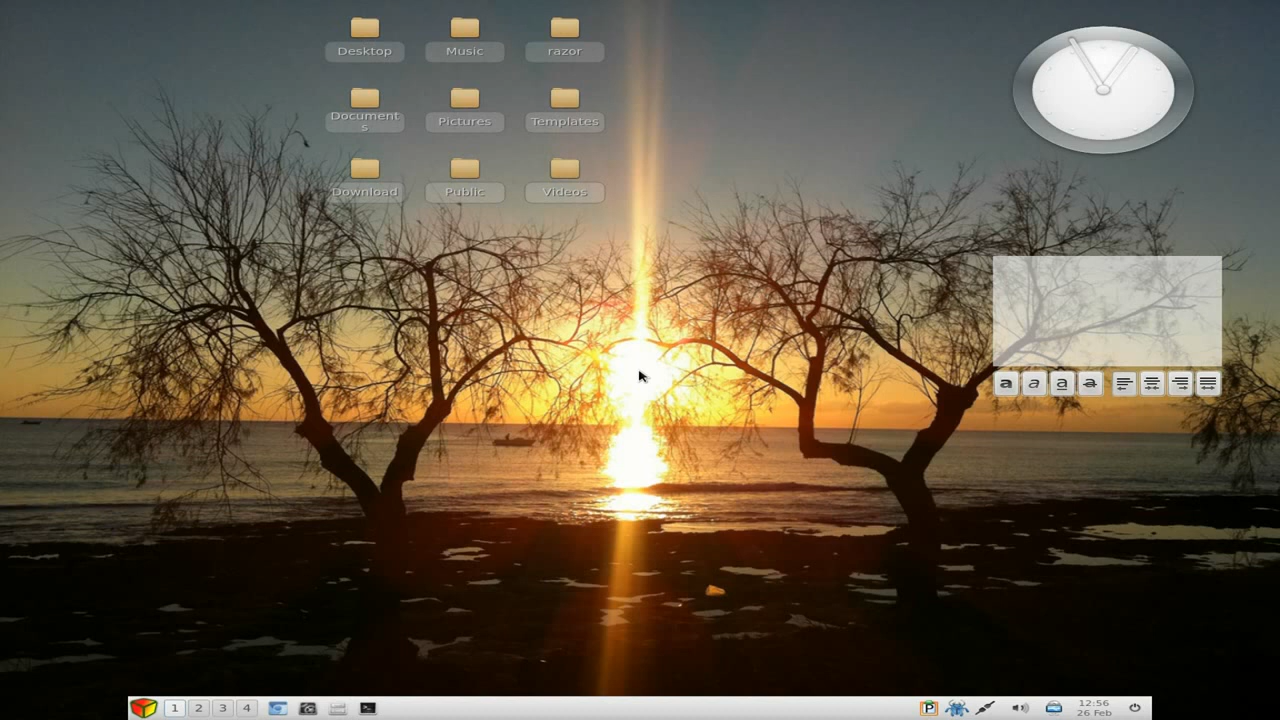 Desktop
Music
razor
Document
s
Pictures
Templates
Download
Public
Videos
a a a a
1 2 3 4
P
12:56
26 Feb